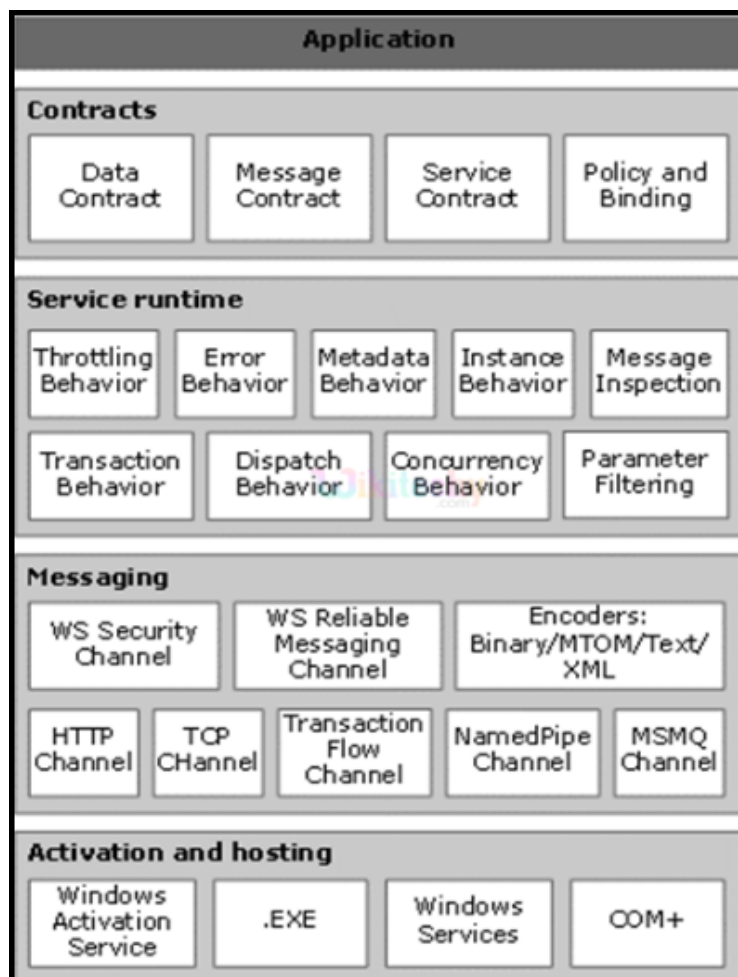 Application
Contracts
Data
Contract
Message
Contract
Service
Contract
Policy and
Binding
Service runtime
Throttling
Behavior
Error
Behavior
Metadata
Behavior
Instance
Behavior
Message
Inspection
Transaction
Behavior
Dispatch
Behavior
Concurrency
Behavior
Parameter
Filtering
Messaging
WS Security
Channel
WS Reliable
Messaging
Channel
Encoders:
Binary/MTOM/Text/
XML
HTTP
Channel
TCP
CHannel
Transaction
Flow
Channel
NamedPipe
Channel
MSMQ
Channel
Activation and hosting
Windows
Activation
Service
.EXE
Windows
Services
COM+